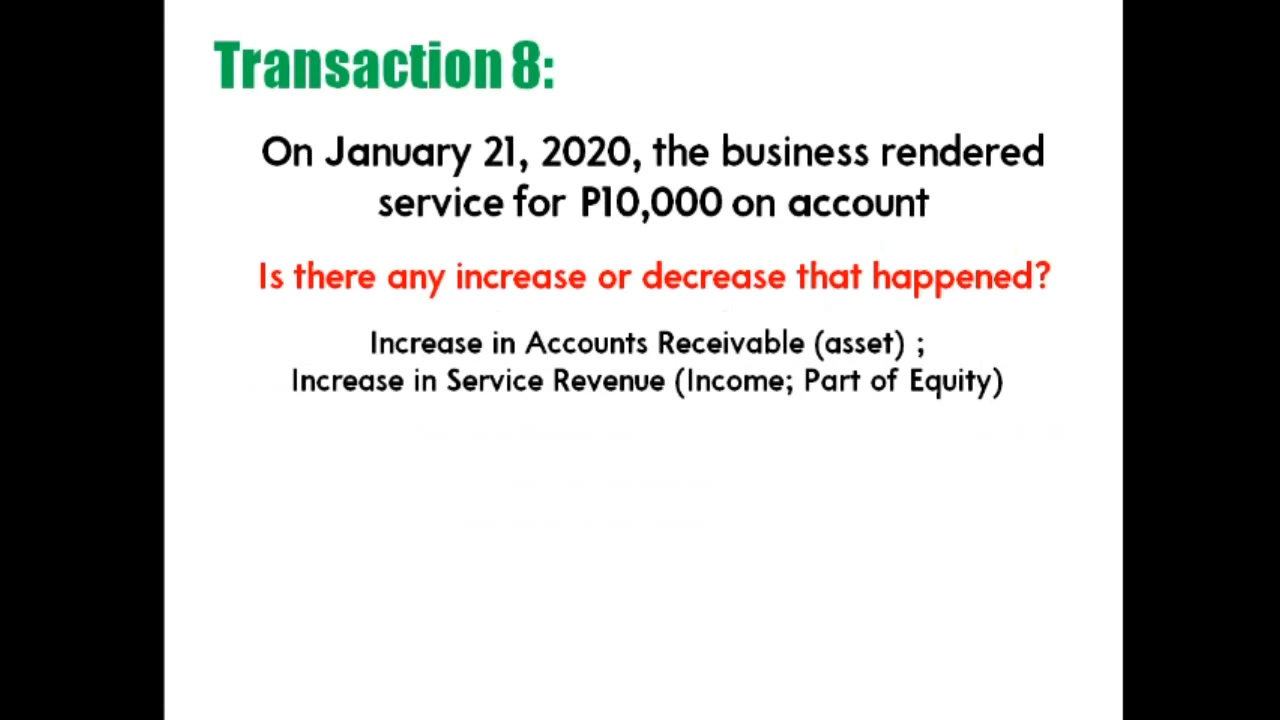 Transaction 8:
On January 21, 2020, the business rendered
service for P10,000 on account
Is there any increase or decrease that happened?
Increase in Accounts Receivable (asset) ;
Increase in Service Revenue (Income; Part of Equity)